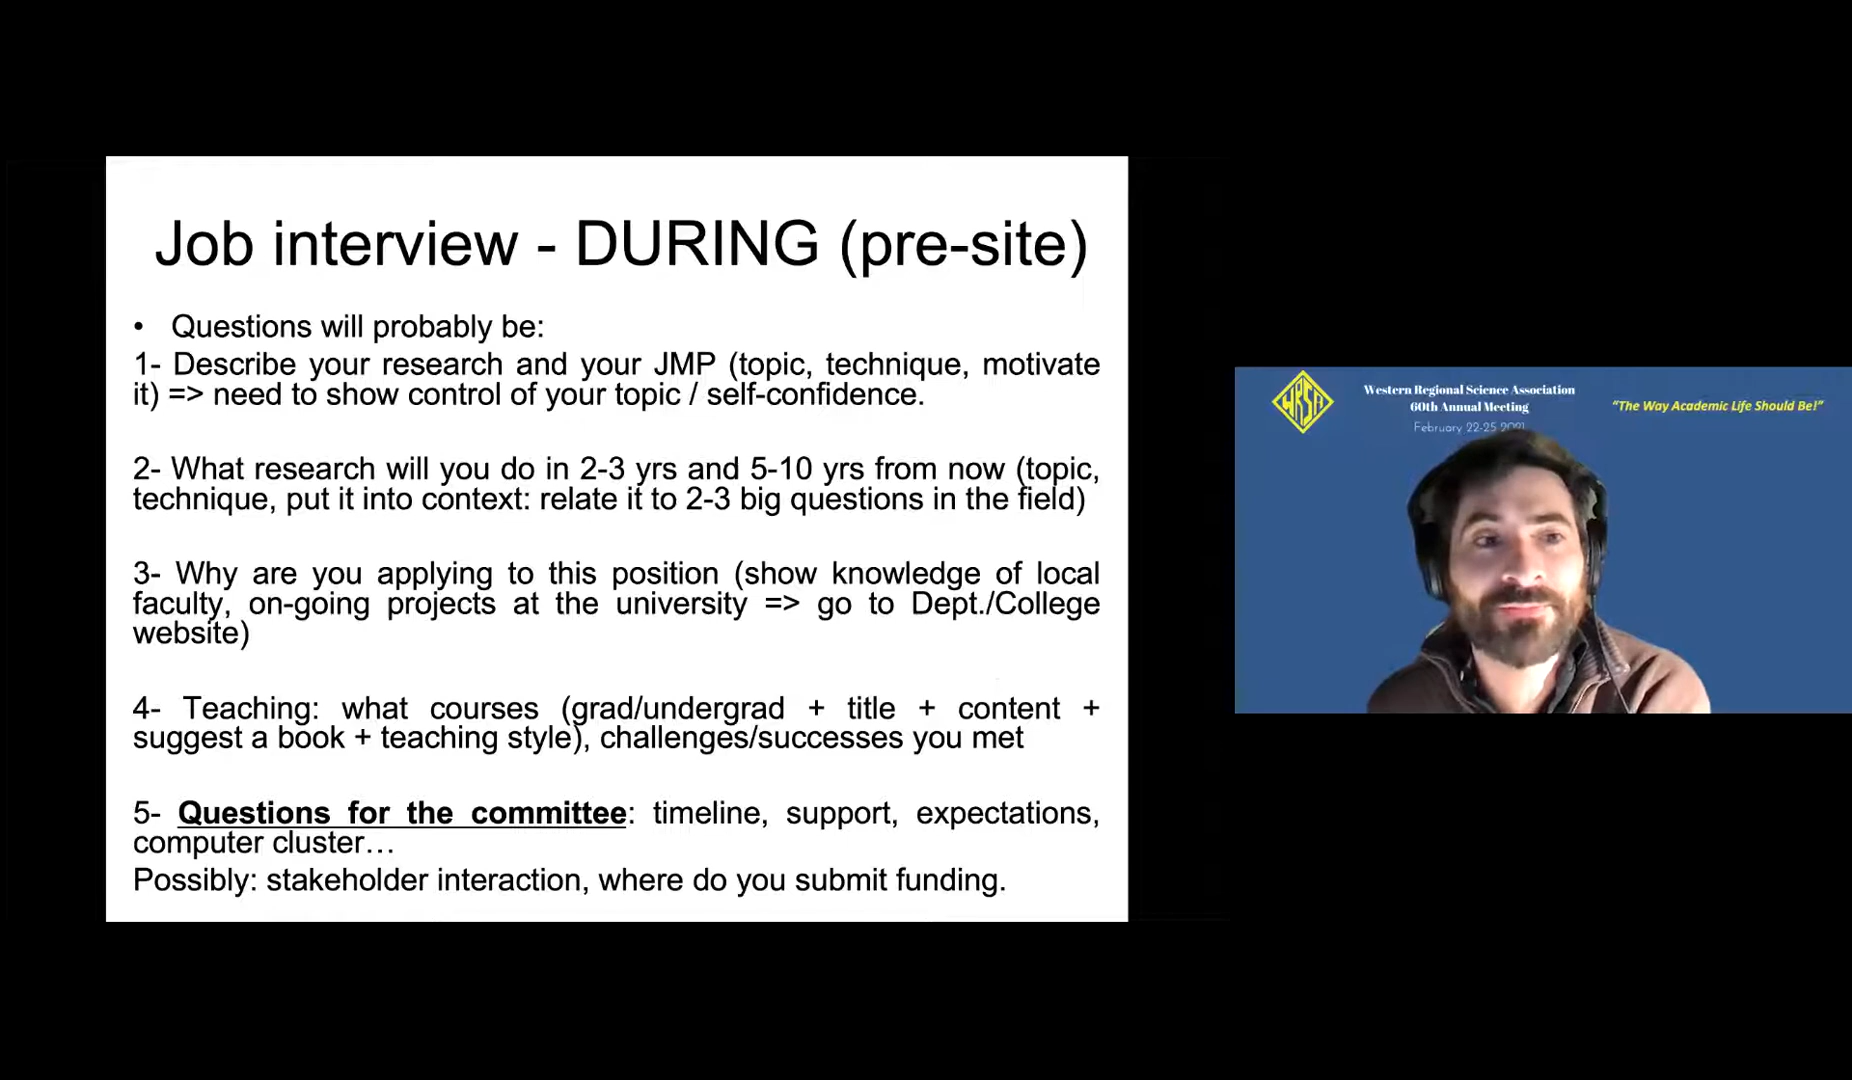 Job interview - DURING (pre-site)
• Questions will probably be:
1- Describe your research and your JMP (topic, technique, motivate
it) => need to show control of your topic / self-confidence.
2- What research will you do in 2-3 yrs and 5-10 yrs from now (topic,
technique, put it into context: relate it to 2-3 big questions in the field)
3- Why are you applying to this position (show knowledge of local
faculty, on-going projects at the university => go to Dept./College
website)
4- Teaching: what courses (grad/undergrad + title + content +
suggest a book + teaching style), challenges/successes you met
5- Questions for the committee: timeline, support, expectations,
computer cluster…
Possibly: stakeholder interaction, where do you submit funding.
WRSA
Western Regional Science Association
60th Annual Meeting
February 22-25 2021
“The Way Academic Life Should Be!”